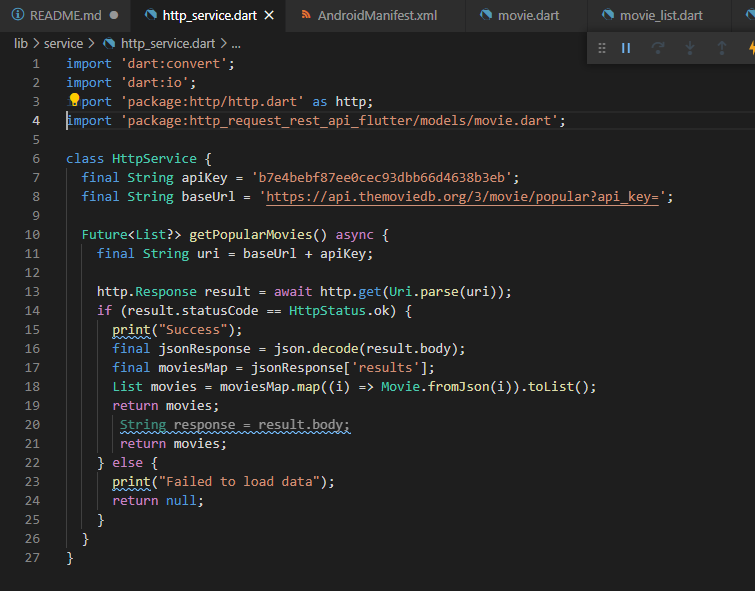 README.md
http_service.dart
AndroidManifest.xml
movie.dart
movie_list.dart
lib > service > http_service.dart > ...
1 import 'dart:convert';
2 import 'dart:io';
3 port 'package:http/http.dart' as http;
4 import 'package:http_request_rest_api_flutter/models/movie.dart';
5
6 class HttpService {
7 final String apiKey = 'b7e4bebf87ee0cec93dbb66d4638b3eb';
8 final String baseUrl = 'https://api.themoviedb.org/3/movie/popular?api_key=';
9
10 Future<List?> getPopularMovies() async {
11 final String uri = baseUrl + apiKey;
12
13 http.Response result = await http.get(Uri.parse(uri));
14 if (result.statusCode == HttpStatus.ok) {
15 print("Success");
16 final jsonResponse = json.decode(result.body);
17 final moviesMap = jsonResponse['results'];
18 List movies = moviesMap.map((i) => Movie.fromJson(i)).toList();
19 return movies;
20 String response = result.body;
21 return movies;
22 } else {
23 print("Failed to load data");
24 return null;
25 }
26 }
27 }